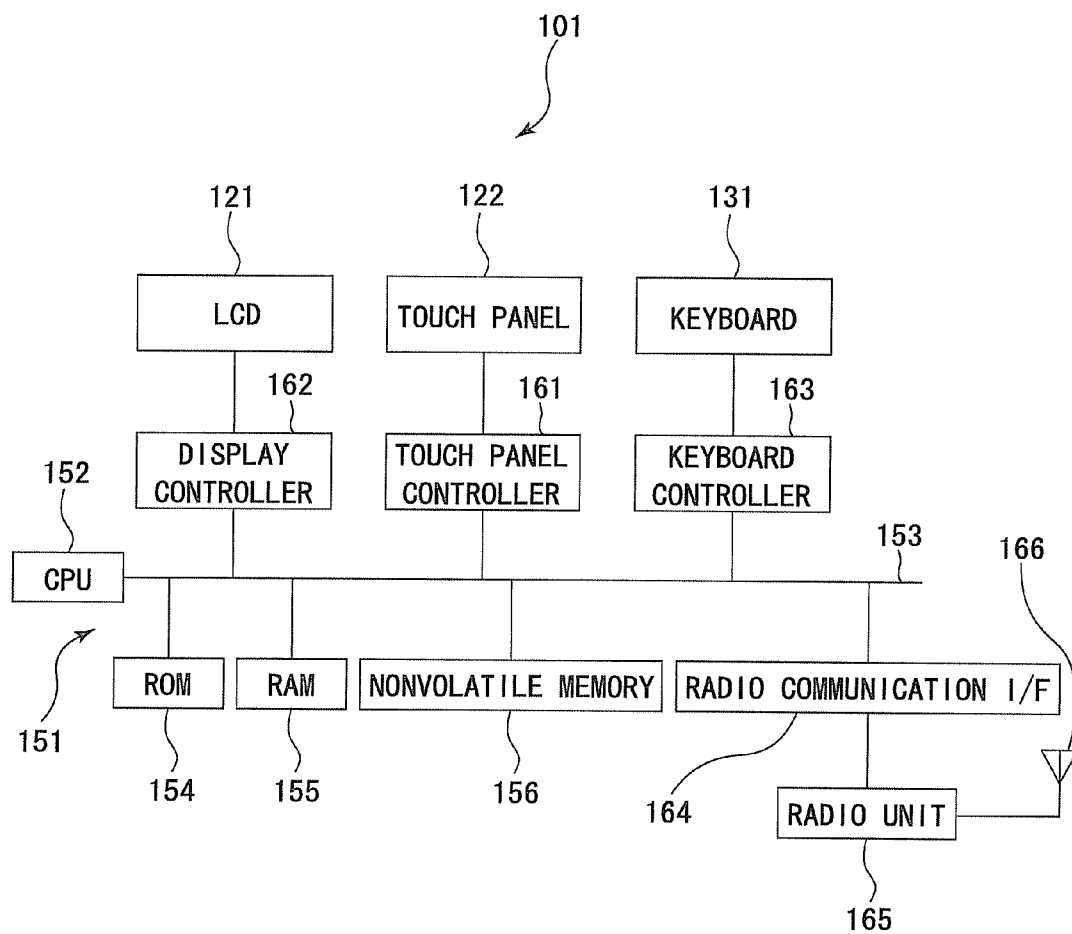 101
121
122
131
LCD
TOUCH PANEL
KEYBOARD
162
161
163
DISPLAY
CONTROLLER
TOUCH PANEL
CONTROLLER
KEYBOARD
CONTROLLER
152
CPU
153
166
151
ROM
RAM
NONVOLATILE MEMORY
RADIO COMMUNICATION I/F
154
155
156
164
RADIO UNIT
165